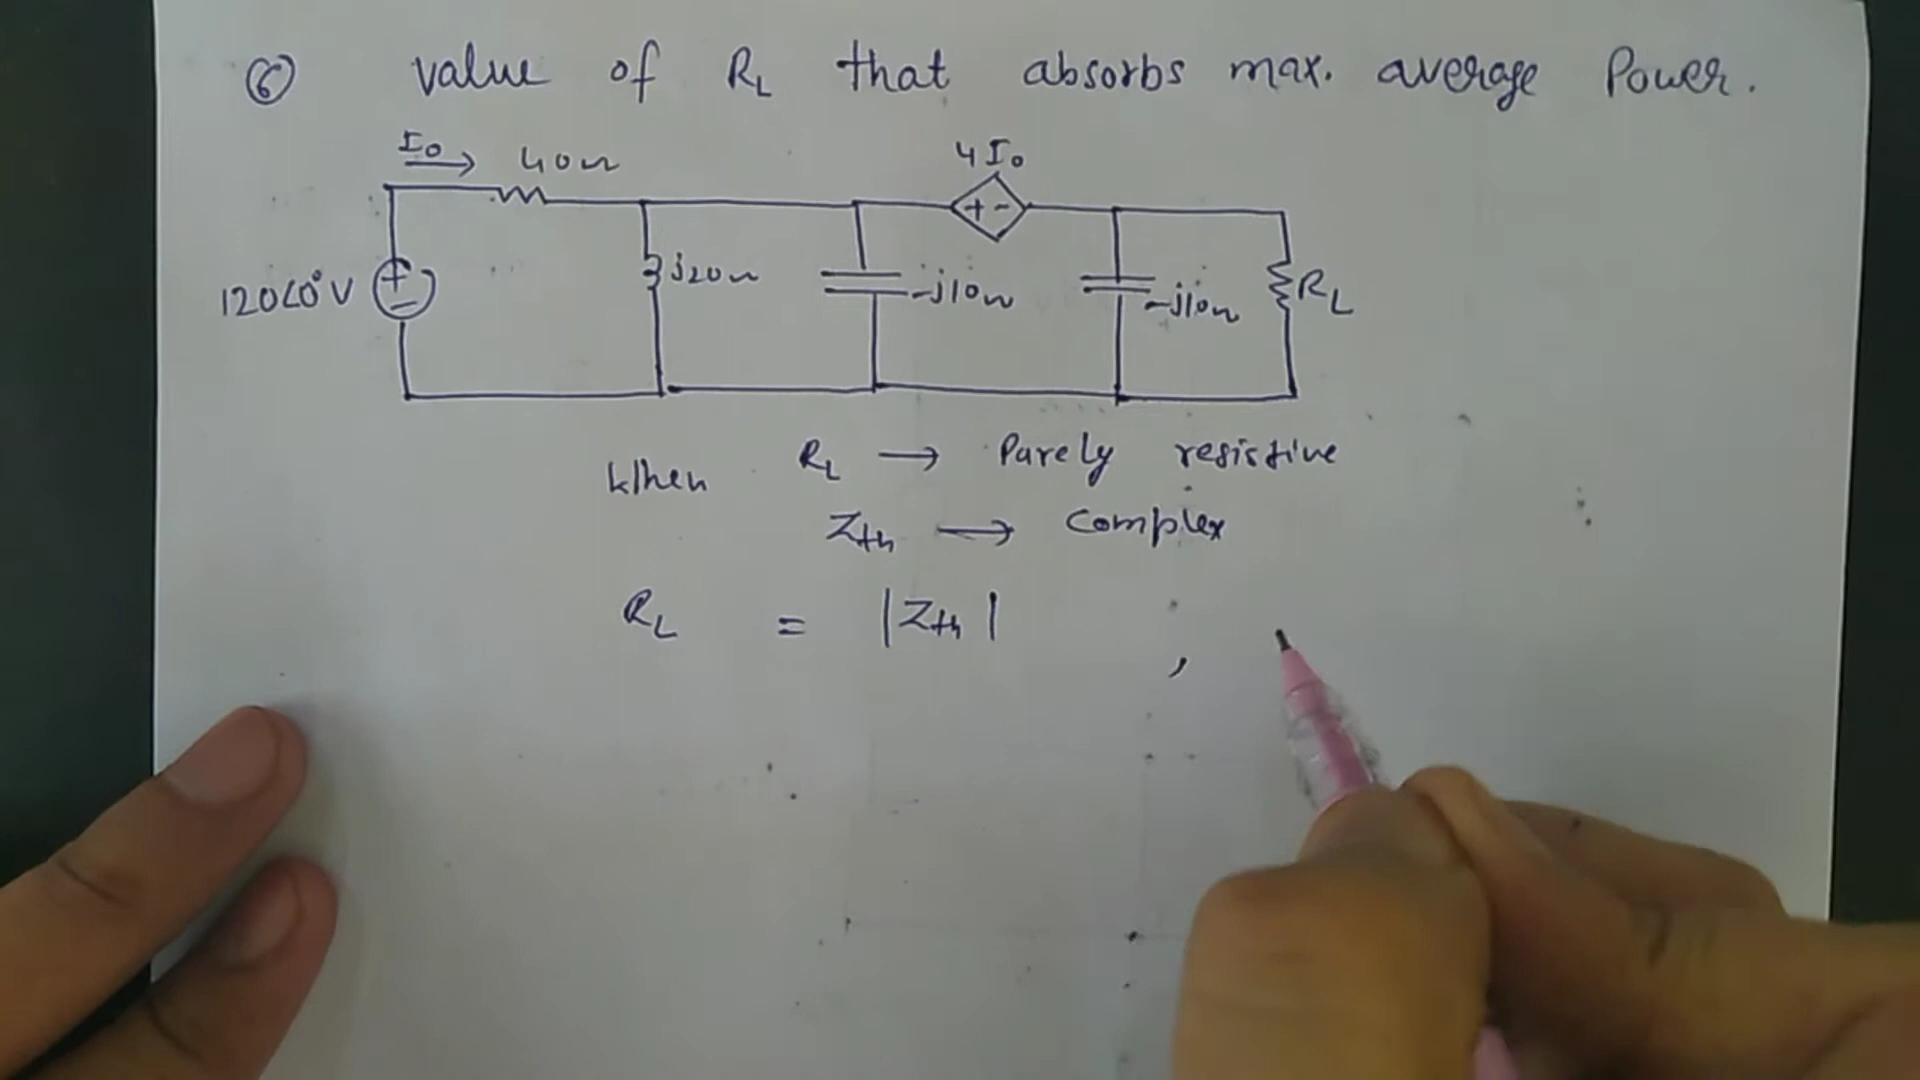 ⑥ value of RL that absorbs max. average Power.
Io → 40Ω
4Io
+ -
120∠0° V
+
-
j20Ω
-j10Ω
-j10Ω
RL
When RL → Purely resistive
Zth → Complex
RL = |Zth| ,